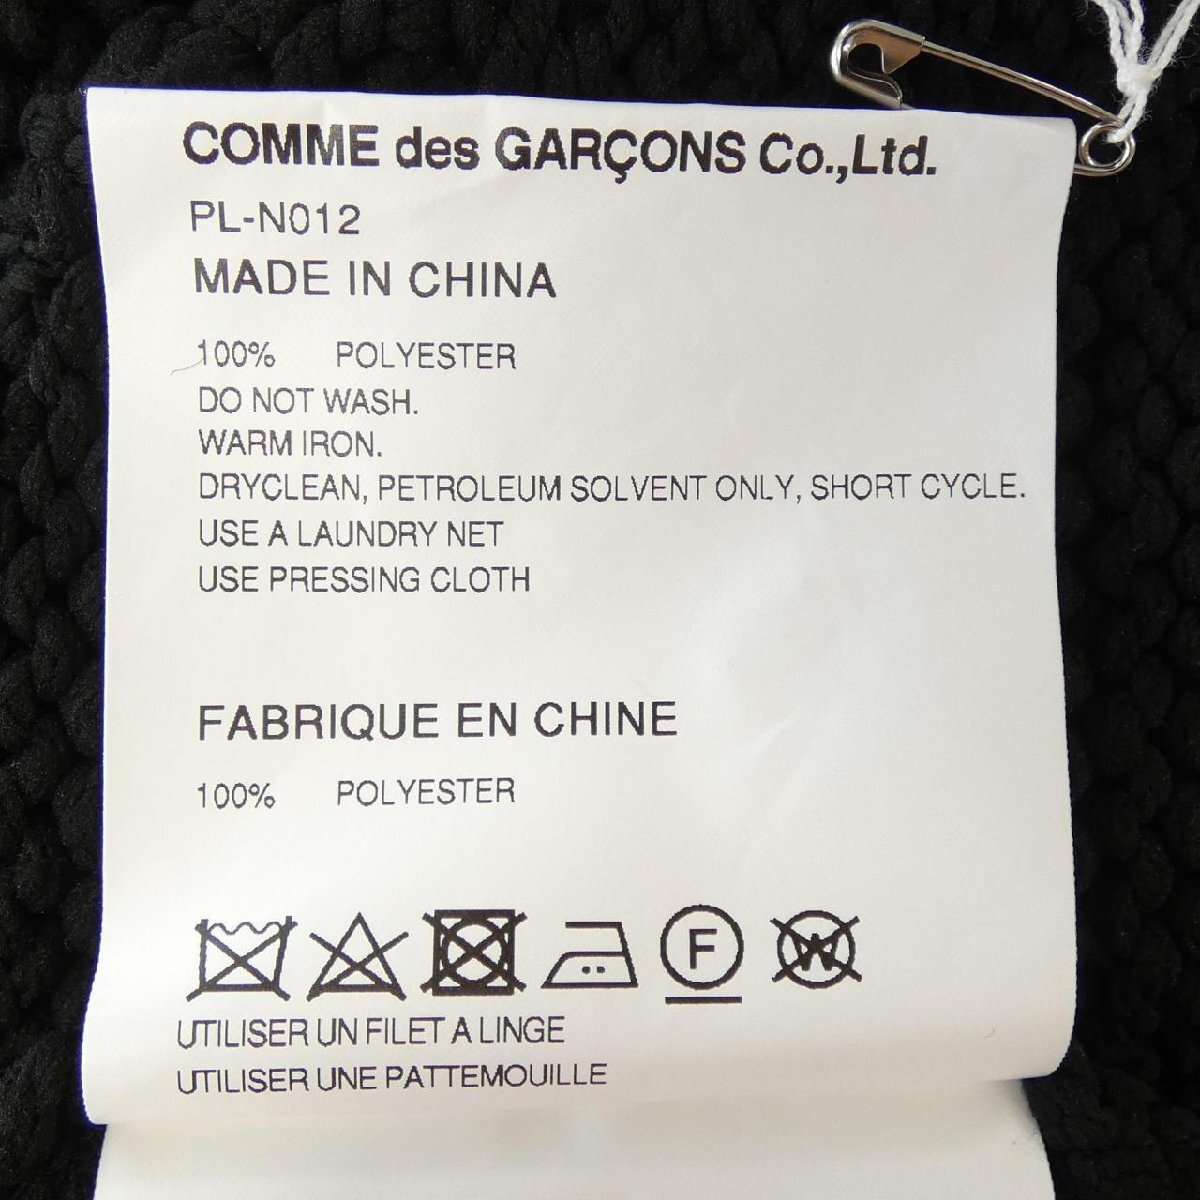 COMME des GARÇONS Co.,Ltd.
PL-N012
MADE IN CHINA
100% POLYESTER
DO NOT WASH.
WARM IRON.
DRYCLEAN, PETROLEUM SOLVENT ONLY, SHORT CYCLE.
USE A LAUNDRY NET
USE PRESSING CLOTH
FABRIQUE EN CHINE
100% POLYESTER
F W
UTILISER UN FILET A LINGE
UTILISER UNE PATTEMOUILLE